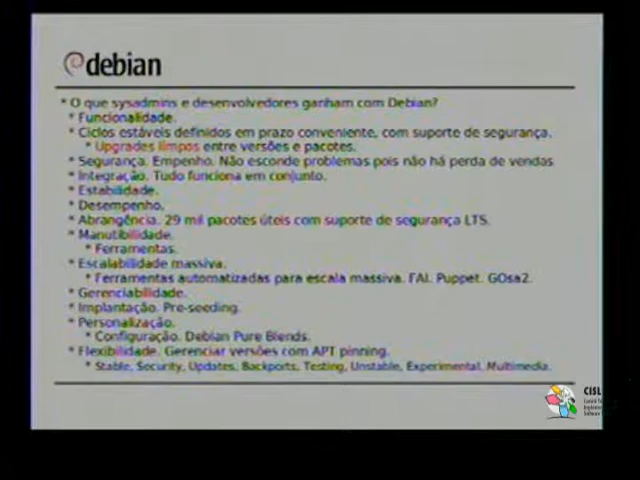 debian
* O que sysadmins e desenvolvedores ganham com Debian?
* Funcionalidade.
* Ciclos estáveis definidos em prazo conveniente, com suporte de segurança.
* Upgrades limpos entre versões e pacotes.
* Segurança. Empenho. Não esconde problemas pois não há perda de vendas
* Integração. Tudo funciona em conjunto.
* Estabilidade.
* Desempenho.
* Abrangência. 29 mil pacotes úteis com suporte de segurança LTS.
* Manutibilidade.
* Ferramentas.
* Escalabilidade massiva.
* Ferramentas automatizadas para escala massiva. FAI. Puppet. GOsa2.
* Gerenciabilidade.
* Implantação. Pre-seeding.
* Personalização.
* Configuração. Debian Pure Blends.
* Flexibilidade. Gerenciar versões com APT pinning.
* Stable, Security, Updates, Backports, Testing, Unstable, Experimental. Multimedia.
CISL